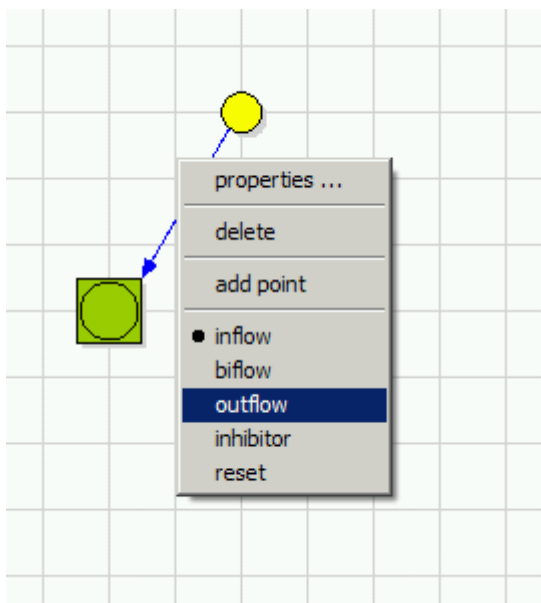 properties ...
delete
add point
inflow
biflow
outflow
inhibitor
reset